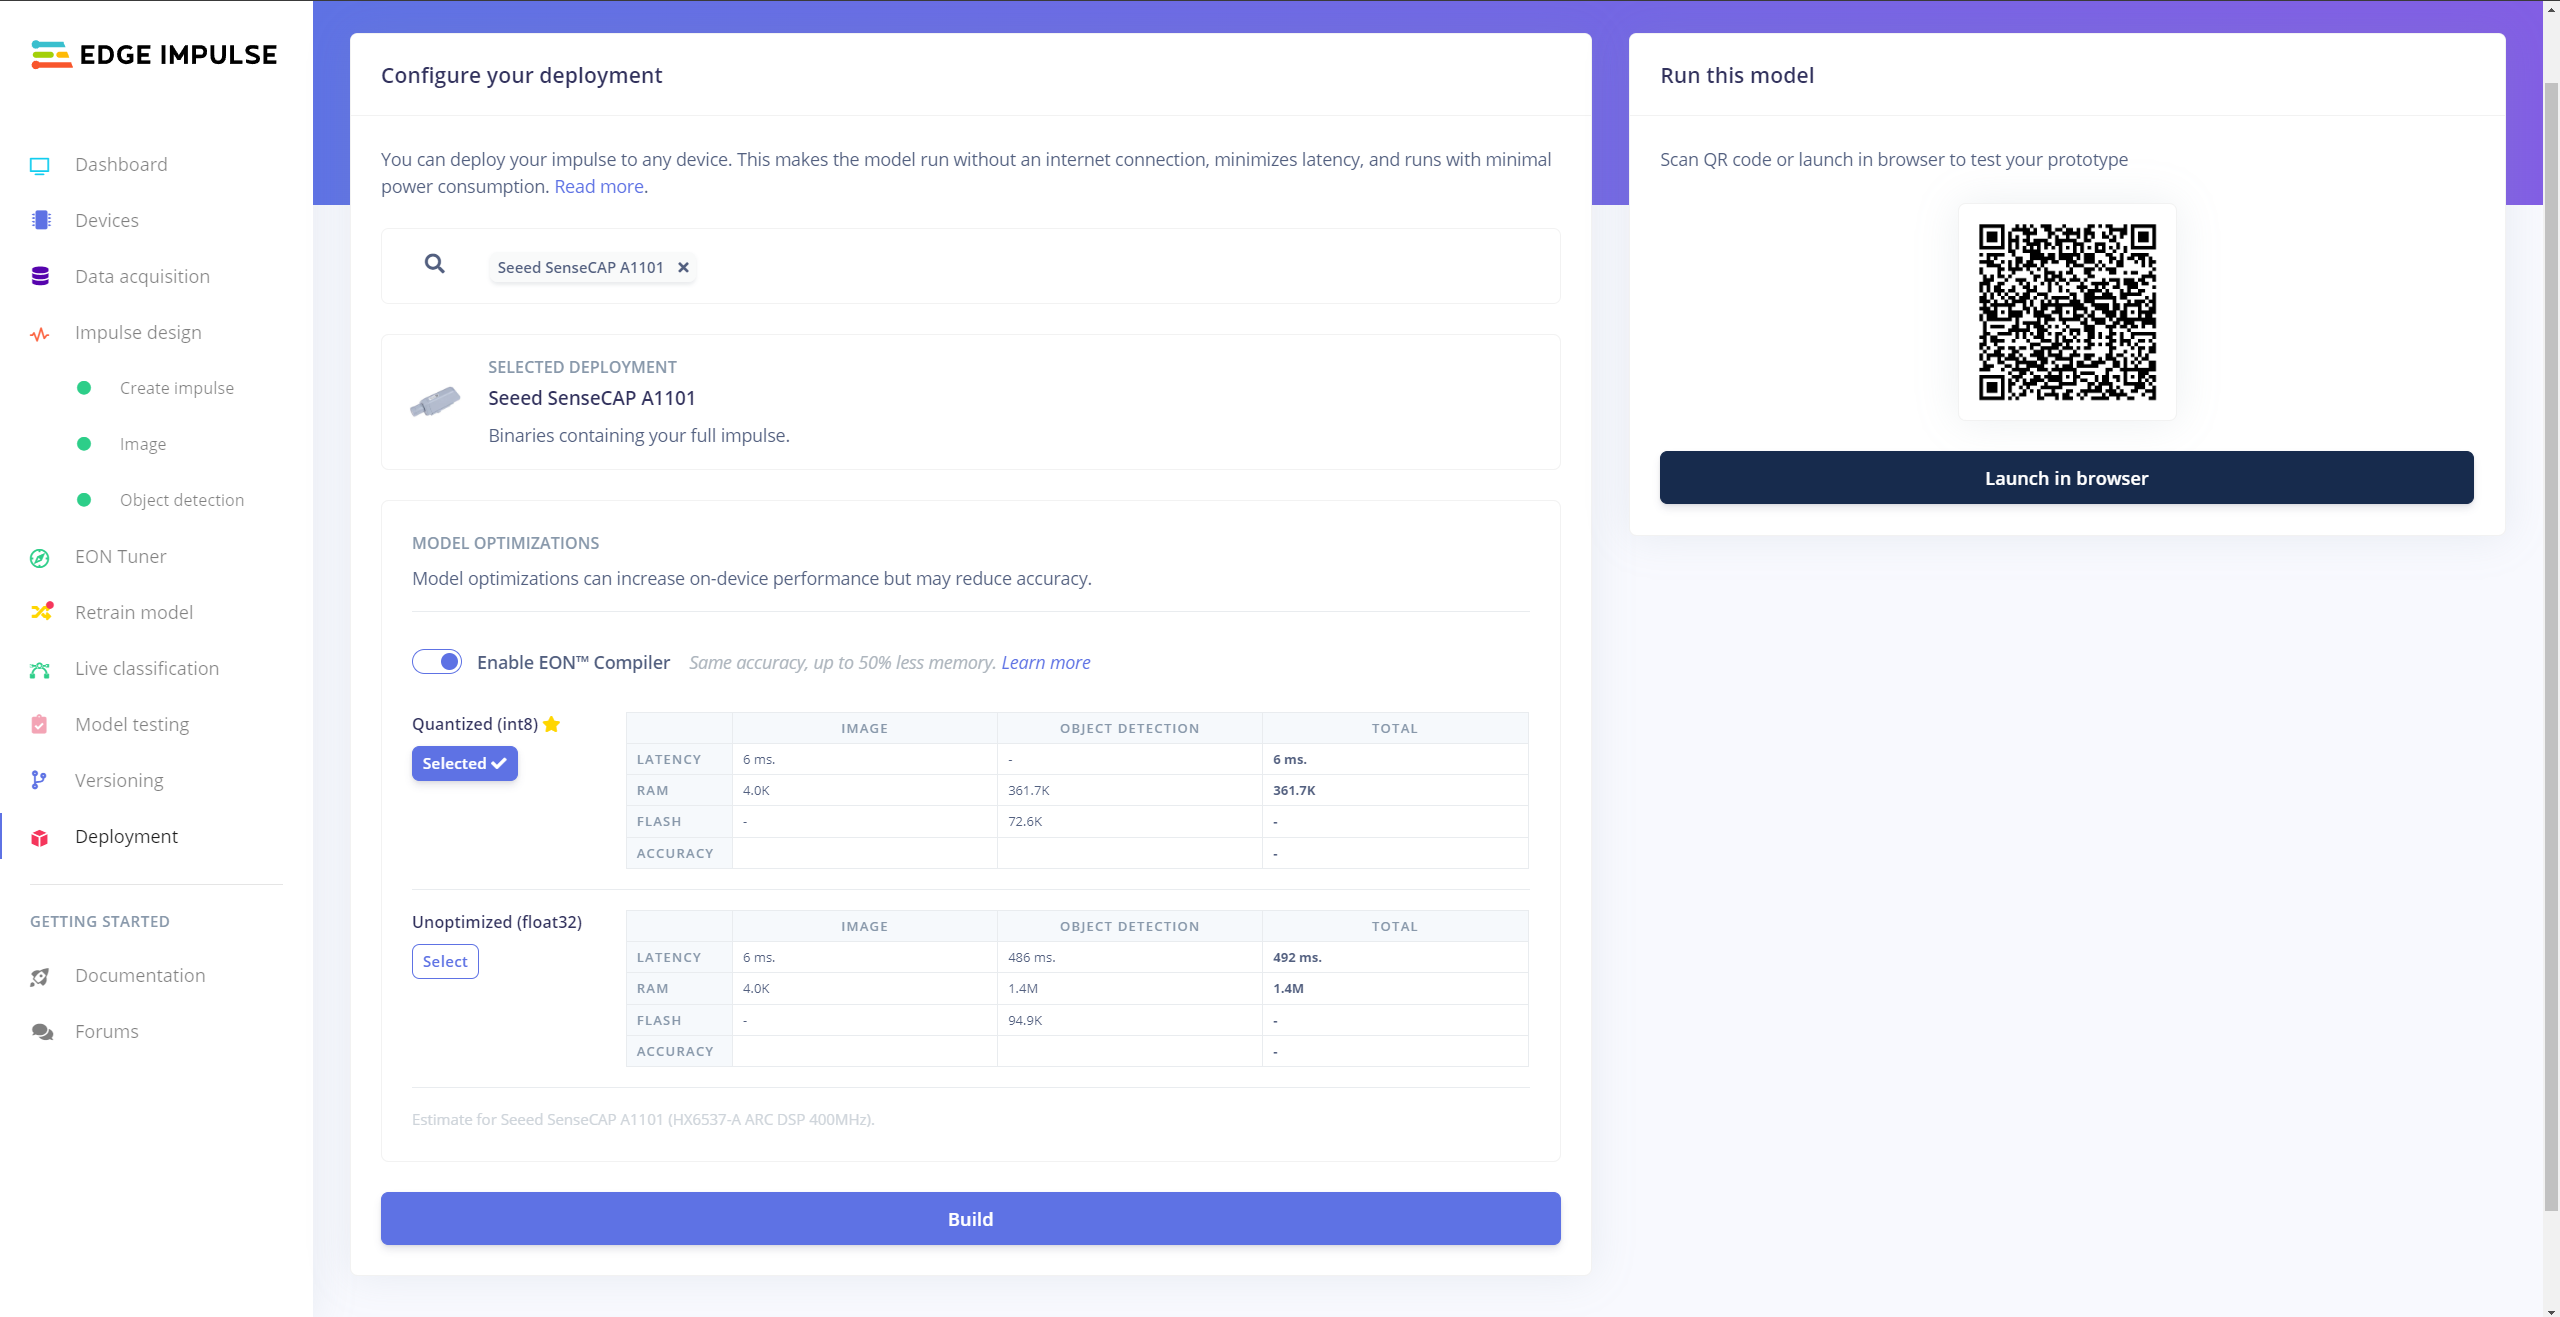 EDGE IMPULSE
Dashboard
Devices
Data acquisition
Impulse design
Create impulse
Image
Object detection
EON Tuner
Retrain model
Live classification
Model testing
Versioning
Deployment
GETTING STARTED
Documentation
Forums
Configure your deployment
You can deploy your impulse to any device. This makes the model run without an internet connection, minimizes latency, and runs with minimal
power consumption. Read more.
Seeed SenseCAP A1101
SELECTED DEPLOYMENT
Seeed SenseCAP A1101
Binaries containing your full impulse.
MODEL OPTIMIZATIONS
Model optimizations can increase on-device performance but may reduce accuracy.
Enable EON™ Compiler Same accuracy, up to 50% less memory. Learn more
Quantized (int8)
Selected
IMAGE OBJECT DETECTION TOTAL
LATENCY 6 ms. - 6 ms.
RAM 4.0K 361.7K 361.7K
FLASH - 72.6K -
ACCURACY -
Unoptimized (float32)
Select
IMAGE OBJECT DETECTION TOTAL
LATENCY 6 ms. 486 ms. 492 ms.
RAM 4.0K 1.4M 1.4M
FLASH - 94.9K -
ACCURACY -
Estimate for Seeed SenseCAP A1101 (HX6537-A ARC DSP 400MHz).
Build
Run this model
Scan QR code or launch in browser to test your prototype
Launch in browser